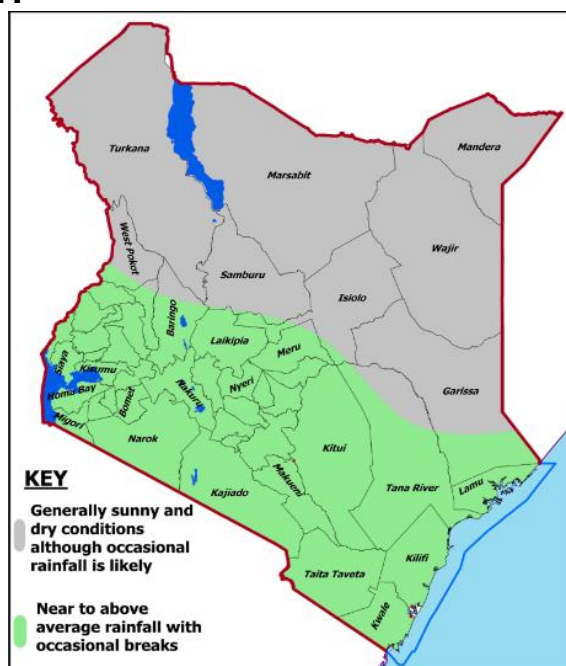 Mandera
Turkana
Marsabit
Wajir
West Pokot
Samburu
Isiolo
Baringo
Laikipia
Meru
Siaya
Kisumu
Garissa
Homa Bay
Nakuru
Nyeri
Bomet
Migori
Narok
Kitui
Makueni
Tana River
Lamu
Kajiado
Kilifi
Taita Taveta
Kwale
KEY
Generally sunny and
dry conditions
although occasional
rainfall is likely
Near to above
average rainfall with
occasional breaks